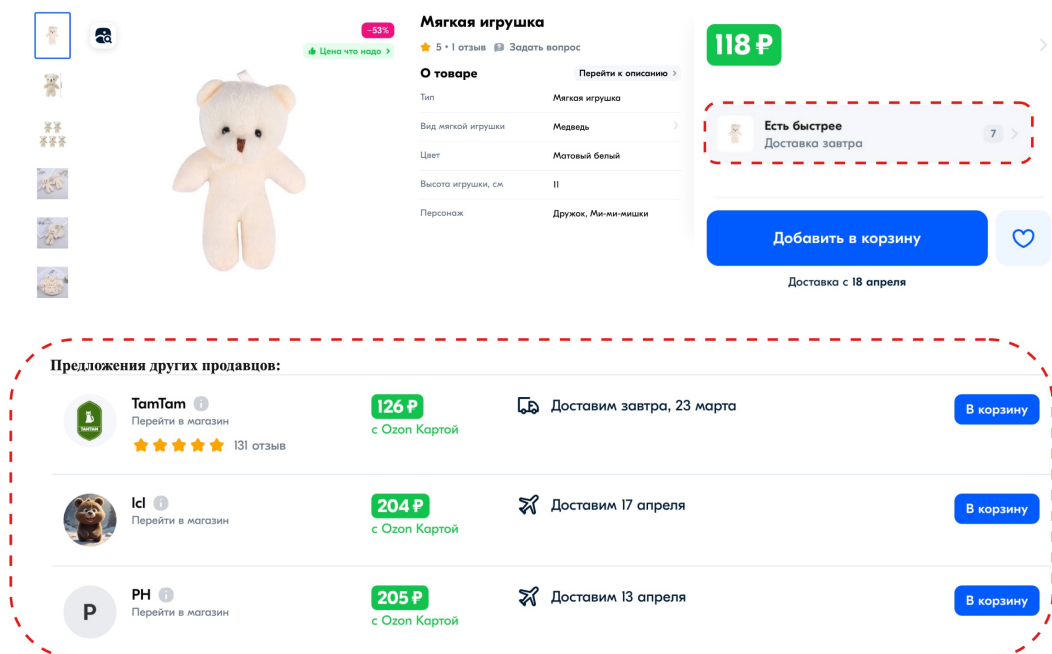 -53%
Цена что надо >
Мягкая игрушка
5 • 1 отзыв Задать вопрос
О товаре
Перейти к описанию >
Тип Мягкая игрушка
Вид мягкой игрушки Медведь
Цвет Матовый белый
Высота игрушки, см 11
Персонаж Дружок, Ми-ми-мишки
118 ₽
Есть быстрее
Доставка завтра
7
Добавить в корзину
Доставка с 18 апреля
Предложения других продавцов:
TamTam
Перейти в магазин
131 отзыв
126 ₽
с Ozon Картой
Доставим завтра, 23 марта
В корзину
lcl
Перейти в магазин
204 ₽
с Ozon Картой
Доставим 17 апреля
В корзину
P
PH
Перейти в магазин
205 ₽
с Ozon Картой
Доставим 13 апреля
В корзину